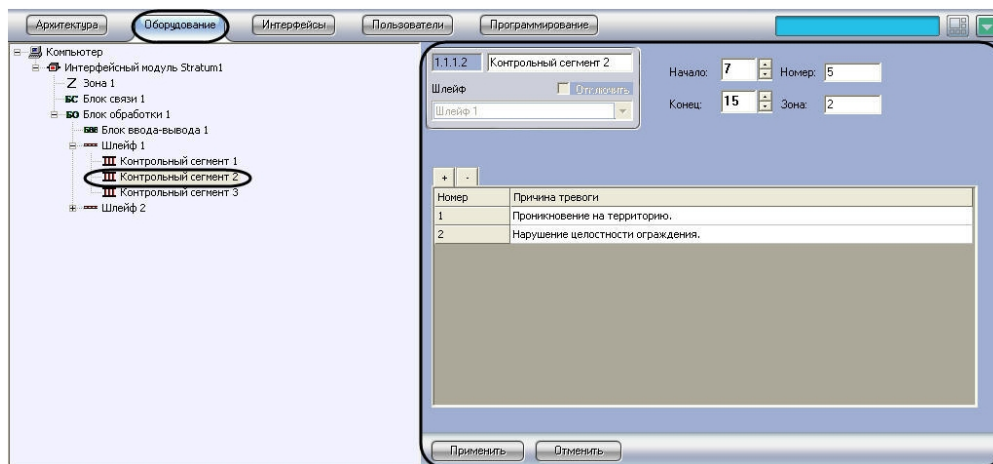 Архитектура Оборудование Интерфейсы Пользователи Программирование
Компьютер
Интерфейсный модуль Stratum1
Z Зона 1
БС Блок связи 1
БО Блок обработки 1
БВВ Блок ввода-вывода 1
Шлейф 1
Контрольный сегмент 1
Контрольный сегмент 2
Контрольный сегмент 3
Шлейф 2
1.1.1.2 Контрольный сегмент 2
Шлейф Отключить
Шлейф 1
Начало: 7 Номер: 5
Конец: 15 Зона: 2
+ -
Номер Причина тревоги
1 Проникновение на территорию.
2 Нарушение целостности ограждения.
Применить Отменить